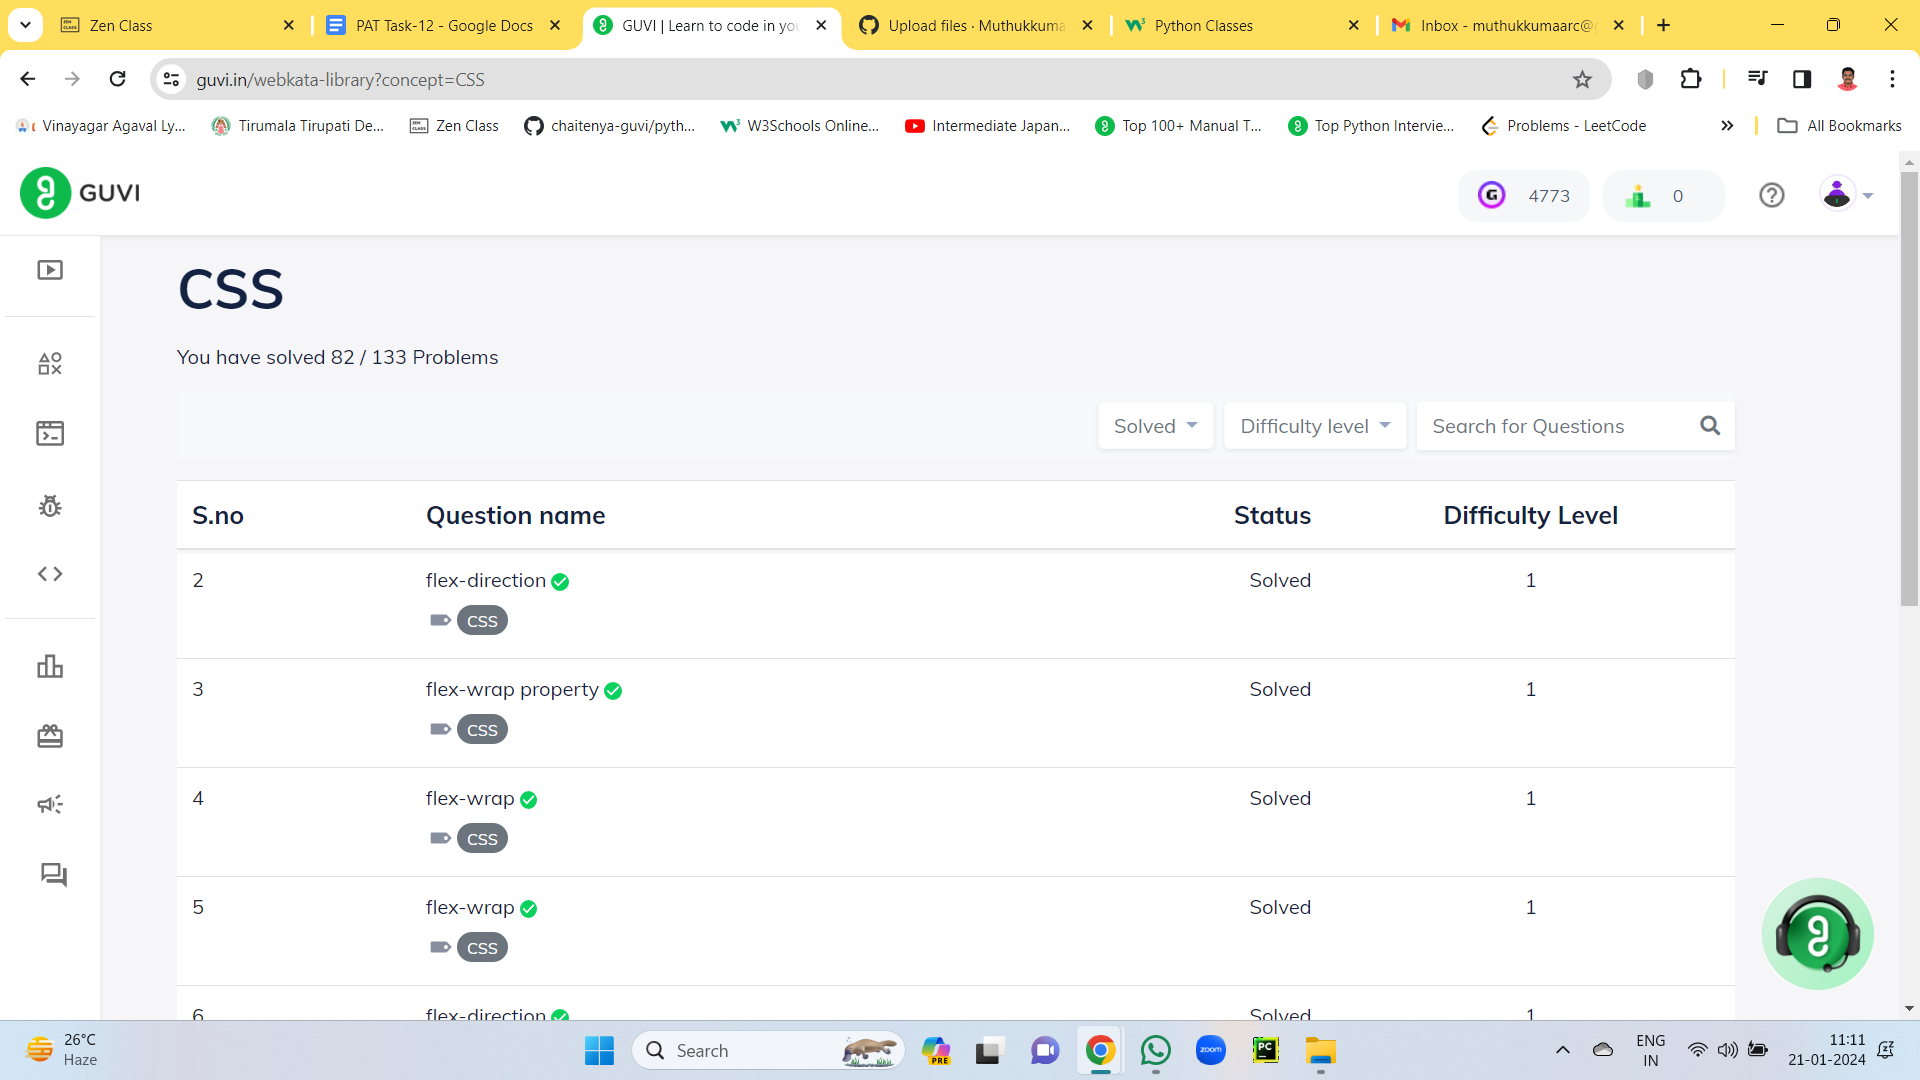 Zen Class
PAT Task-12 - Google Docs
GUVI | Learn to code in you
Upload files · Muthukkuma
Python Classes
Inbox - muthukkumaarc@g
guvi.in/webkata-library?concept=CSS
Vinayagar Agaval Ly...
Tirumala Tirupati De...
Zen Class
chaitenya-guvi/pyth...
W3Schools Online...
Intermediate Japan...
Top 100+ Manual T...
Top Python Intervie...
Problems - LeetCode
All Bookmarks
GUVI
4773
0
CSS
You have solved 82 / 133 Problems
Solved
Difficulty level
Search for Questions
S.no Question name Status Difficulty Level
2 flex-direction Solved 1
CSS
3 flex-wrap property Solved 1
CSS
4 flex-wrap Solved 1
CSS
5 flex-wrap Solved 1
CSS
6 flex-direction Solved 1
26°C
Haze
Search
PRE
zoom
PC
ENG
IN
11:11
21-01-2024